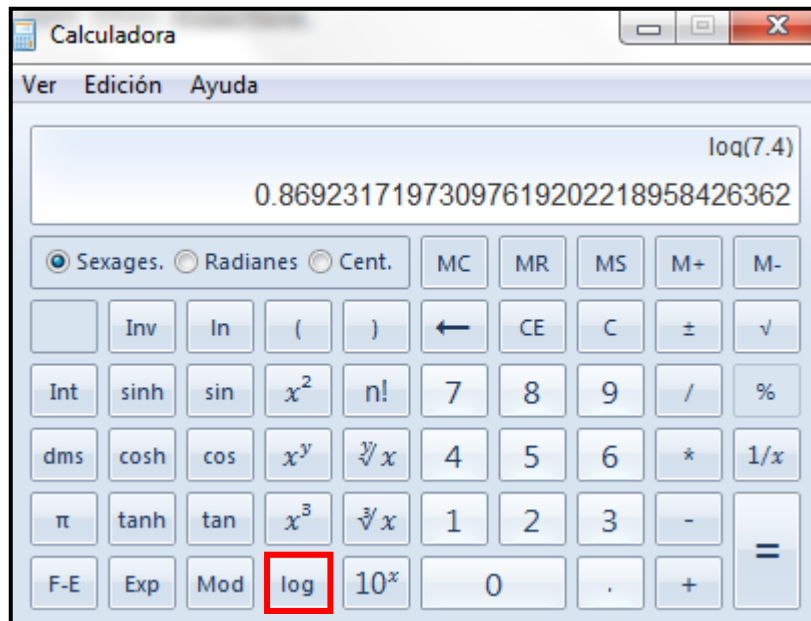 Calculadora
Ver Edición Ayuda
log(7.4)
0.86923171973097619202218958426362
Sexages. Radianes Cent. MC MR MS M+ M-
Inv ln ( ) ← CE C ± √
Int sinh sin x² n! 7 8 9 / %
dms cosh cos xʸ ʸ√x 4 5 6 * 1/x
π tanh tan x³ ³√x 1 2 3 - =
F-E Exp Mod log 10ˣ 0 . +